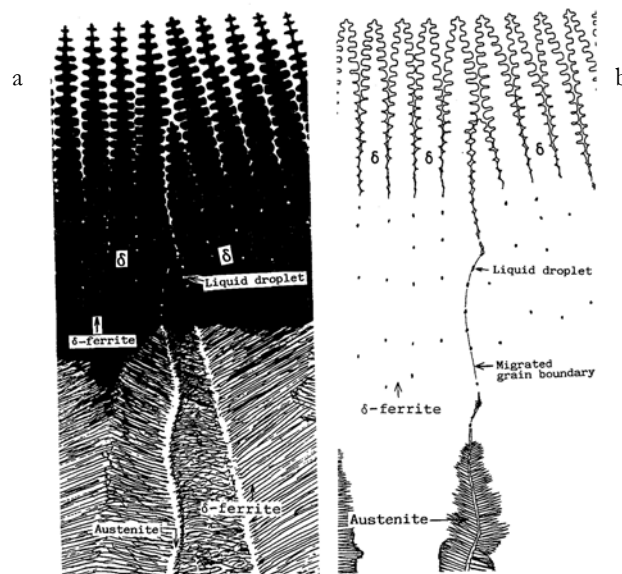 a
δ
δ
Liquid droplet
δ-ferrite
δ-ferrite
Austenite
b
δ
δ
Liquid droplet
Migrated
grain boundary
δ-ferrite
Austenite